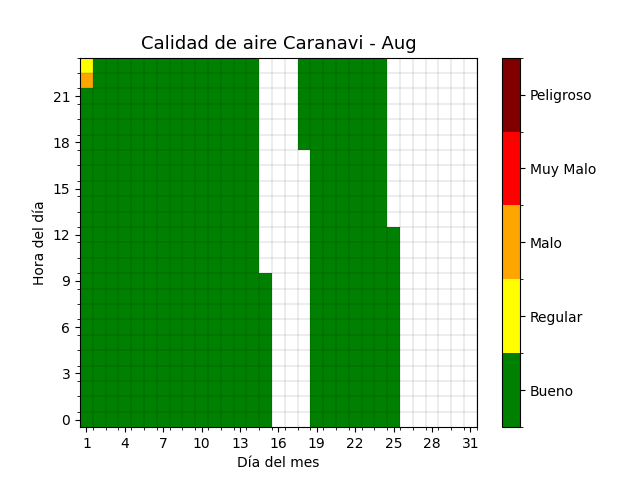 Calidad de aire Caranavi - Aug
Hora del día
21
18
15
12
9
6
3
0
1 4 7 10 13 16 19 22 25 28 31
Día del mes
Peligroso
Muy Malo
Malo
Regular
Bueno